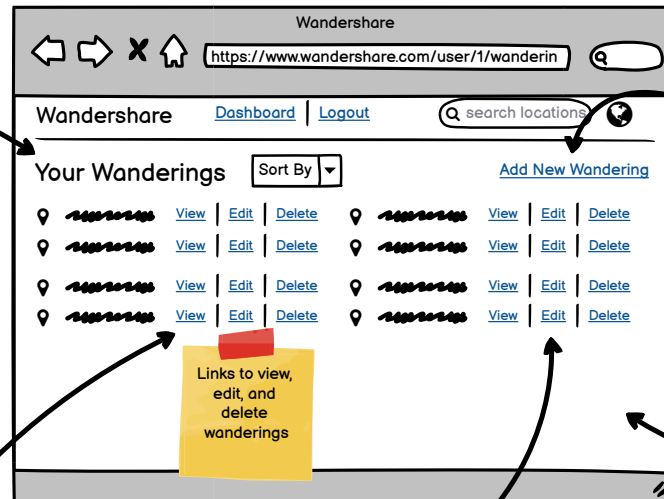 Wandershare
https://www.wandershare.com/user/1/wanderin
Wandershare Dashboard Logout search locations
Your Wanderings Sort By Add New Wandering
View Edit Delete View Edit Delete
View Edit Delete View Edit Delete
View Edit Delete View Edit Delete
View Edit Delete View Edit Delete
Links to view,
edit, and
delete
wanderings